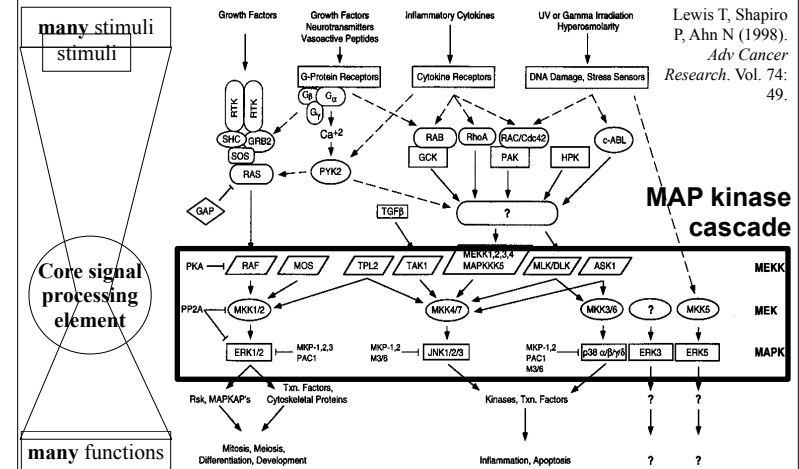 many stimuli
stimuli
Growth Factors
Growth Factors
Neurotransmitters
Vasoactive Peptides
Inflammatory Cytokines
UV or Gamma Irradiation
Hyperosmolarity
Lewis T, Shapiro
P, Ahn N (1998).
Adv Cancer
Research. Vol. 74:
49.
G-Protein Receptors
Cytokine Receptors
DNA Damage, Stress Sensors
RTK
RTK
Gβ
Gα
Gγ
Ca+2
SHC
GRB2
SOS
RAS
PYK2
RAB
RhoA
RAC/Cdc42
c-ABL
GCK
PAK
HPK
GAP
TGFβ
?
MAP kinase
cascade
Core signal
processing
element
PKA
RAF
MOS
TPL2
TAK1
MEKK1,2,3,4
MAPKKK5
MLK/DLK
ASK1
MEKK
PP2A
MKK1/2
MKK4/7
MKK3/6
?
MKK5
MEK
ERK1/2
MKP-1,2,3
PAC1
MKP-1,2
M3/6
JNK1/2/3
MKP-1,2
PAC1
M3/6
p38 α/β/γ/δ
ERK3
ERK5
MAPK
Rsk, MAPKAP's
Txn. Factors,
Cytoskeletal Proteins
Kinases, Txn. Factors
?
?
many functions
Mitosis, Meiosis,
Differentiation, Development
Inflammation, Apoptosis
?
?